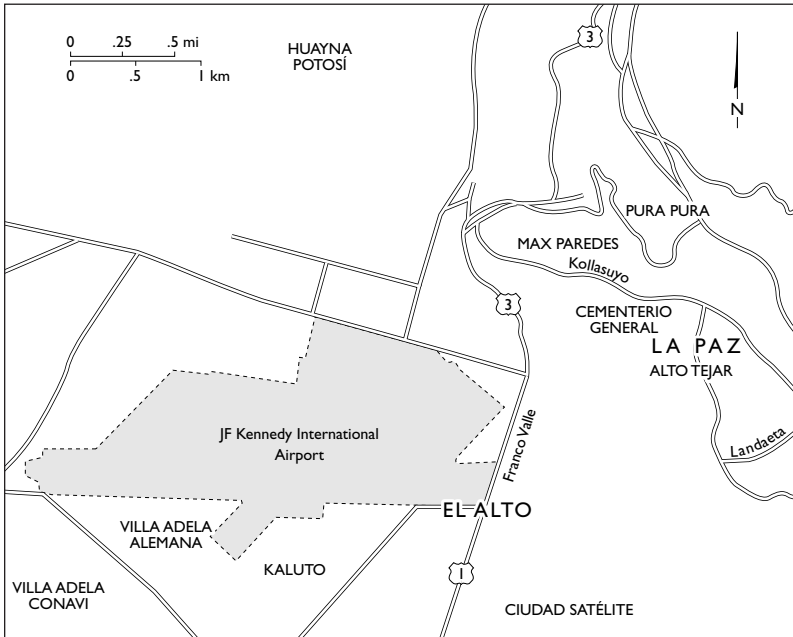 0 .25 .5 mi
0 .5 1 km
HUAYNA
POTOSÍ
3
N
PURA PURA
MAX PAREDES
Kollasuyo
3
CEMENTERIO
GENERAL
LA PAZ
ALTO TEJAR
JF Kennedy International
Airport
Franco Valle
Landaeta
EL ALTO
VILLA ADELA
ALEMANA
KALUTO
1
VILLA ADELA
CONAVI
CIUDAD SATÉLITE